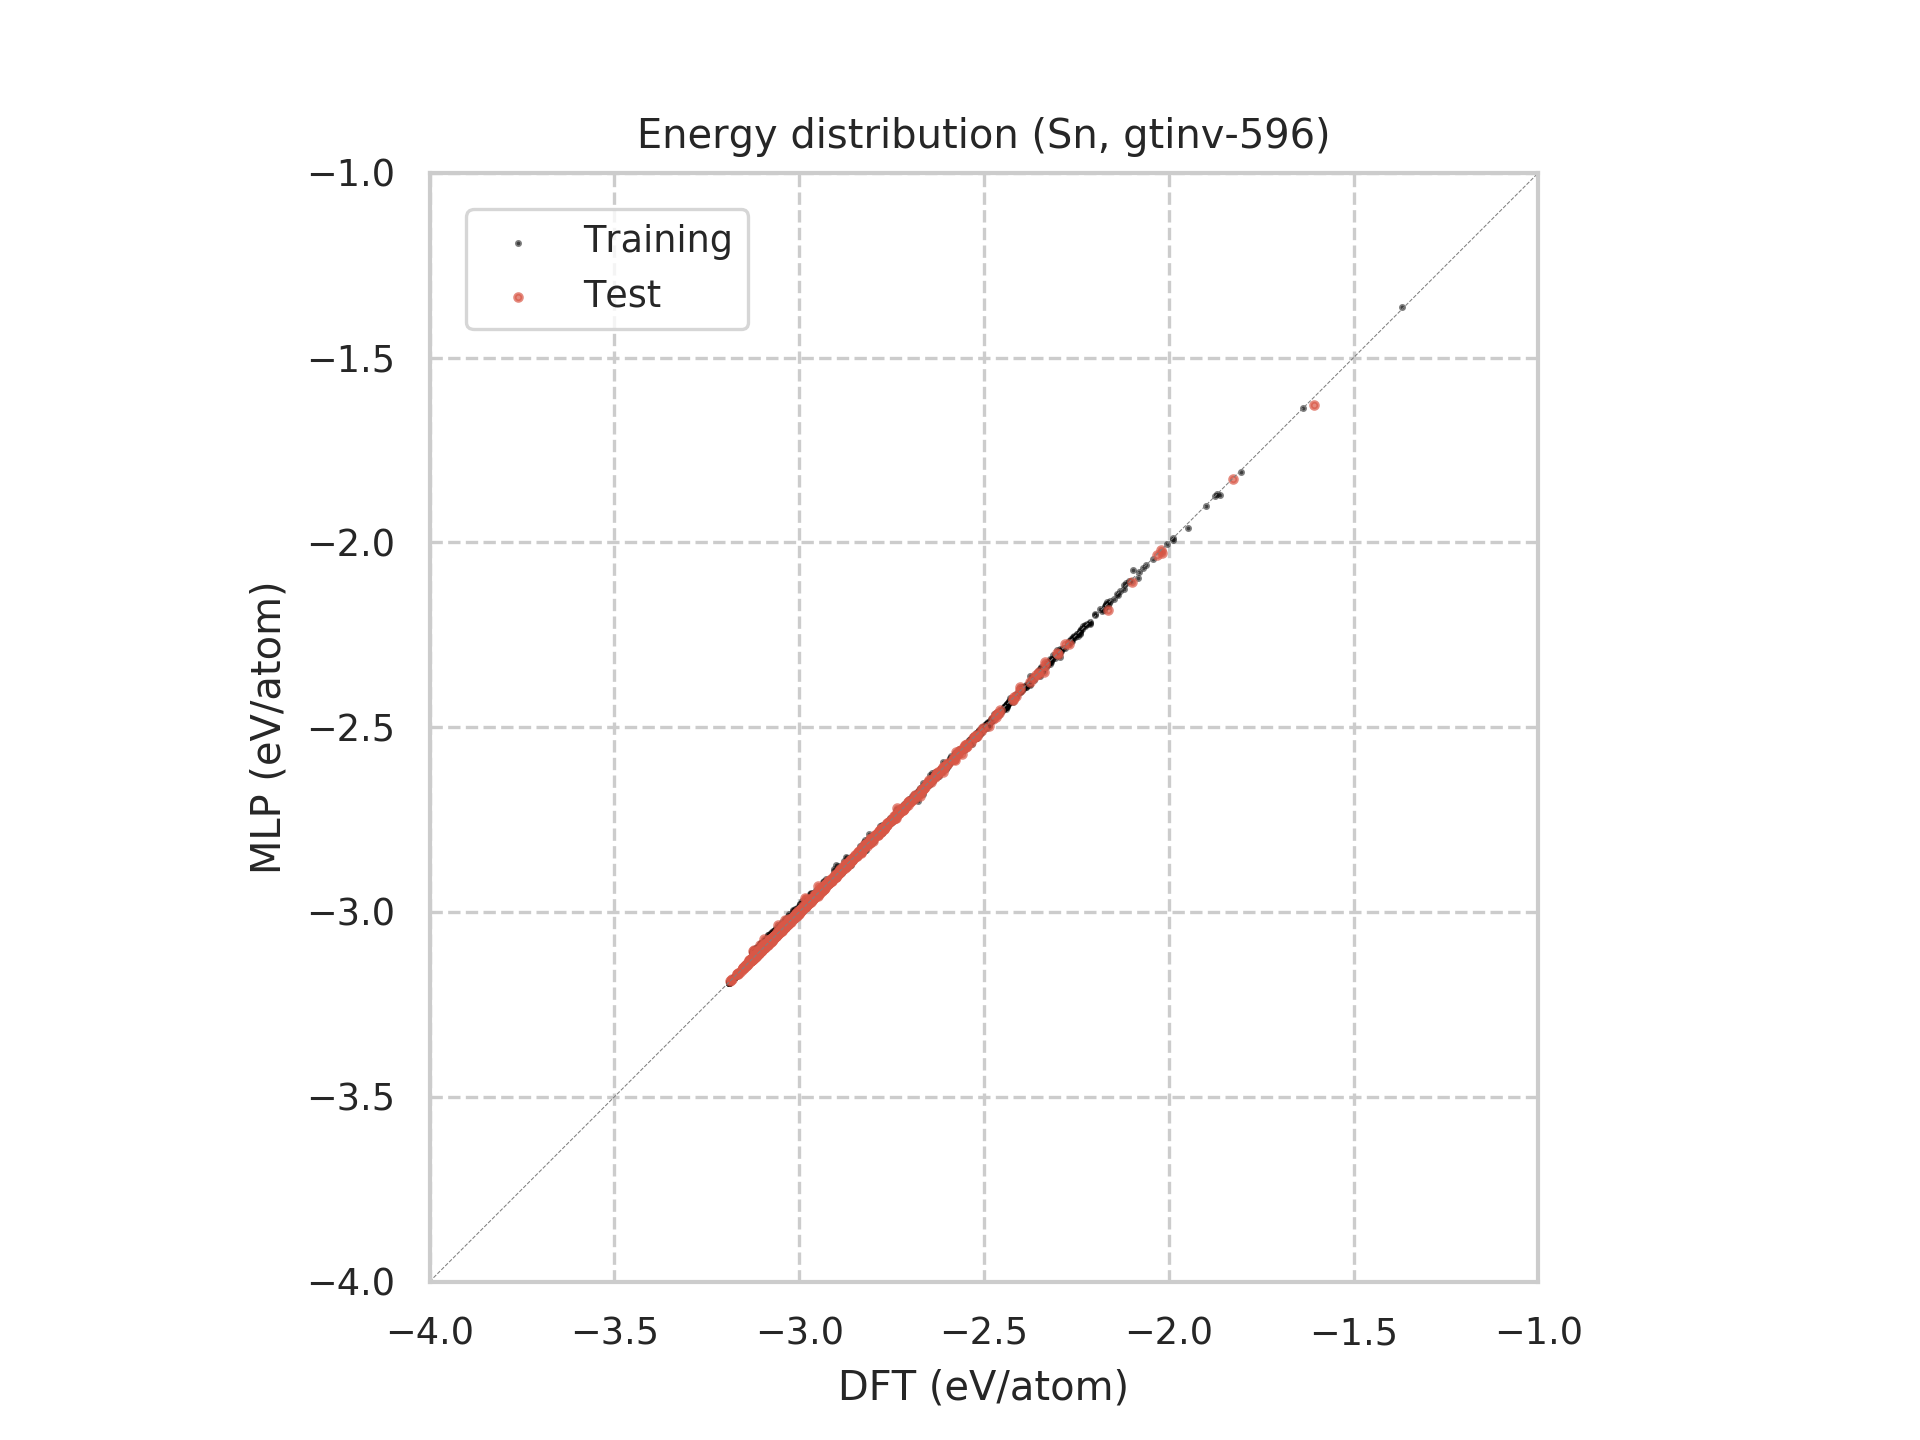 Energy distribution (Sn, gtinv-596)
−1.0
−1.5
−2.0
−2.5
−3.0
−3.5
−4.0
MLP (eV/atom)
Training
Test
−4.0 −3.5 −3.0 −2.5 −2.0 −1.5 −1.0
DFT (eV/atom)